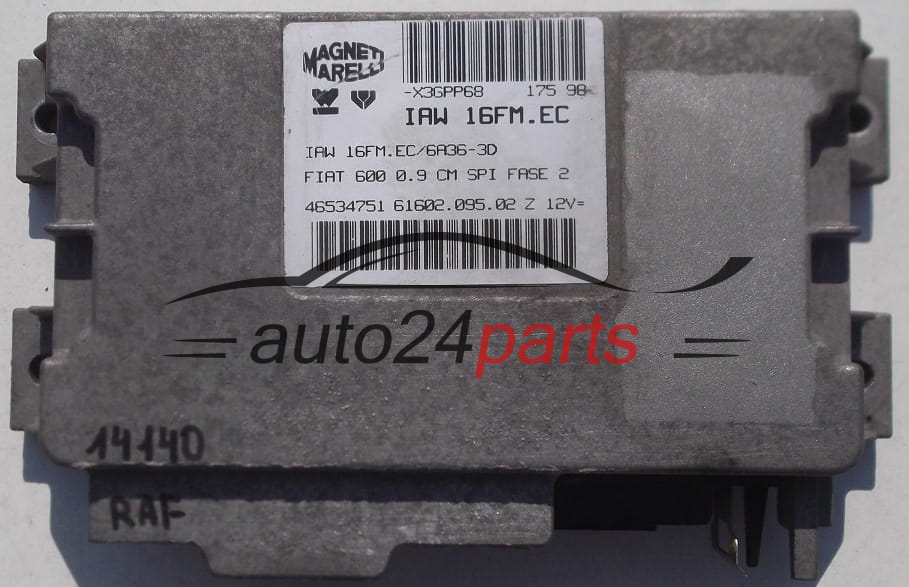 MAGNETI
MARELLI
-X3GPP68 175 98-
IAW 16FM.EC
IAW 16FM.EC/6A36-3D
FIAT 600 0.9 CM SPI FASE 2
46534751 61602.095.02 Z 12V=
auto24parts
14140
RAF